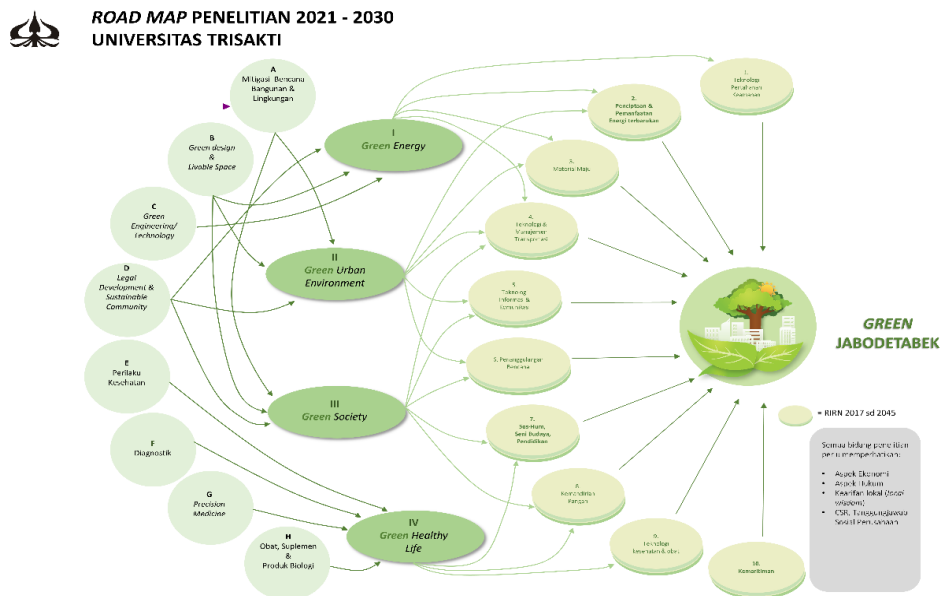 ROAD MAP PENELITIAN 2021 - 2030
UNIVERSITAS TRISAKTI
A
Mitigasi Bencana
Bangunan &
Lingkungan
B
Green design
&
Livable Space
C
Green
Engineering/
Technology
D
Legal
Development &
Sustainable
Community
E
Perilaku
Kesehatan
F
Diagnostik
G
Precision
Medicine
H
Obat, Suplemen
&
Produk Biologi
I
Green Energy
II
Green Urban
Environment
III
Green Society
IV
Green Healthy
Life
1.
Teknologi
Pertahanan
Keamanan
2.
Penciptaan &
Pemanfaatan
Energi terbarukan
3.
Material Maju
4.
Teknologi &
Manajemen
Transportasi
Teknologi
Informasi &
Komunikasi
Penanggulangan
Bencana
7.
Sos-Hum,
Seni Budaya,
Pendidikan
8.
Kemandirian
Pangan
9.
Teknologi
kesehatan & obat
10.
Kemaritiman
GREEN
JABODETABEK
= RIRN 2017 sd 2045
Semua bidang penelitian
perlu memperhatikan:
• Aspek Ekonomi
• Aspek Hukum
• Kearifan lokal (local
wisdom)
• CSR, Tanggungjawab
Sosial Perusahaan